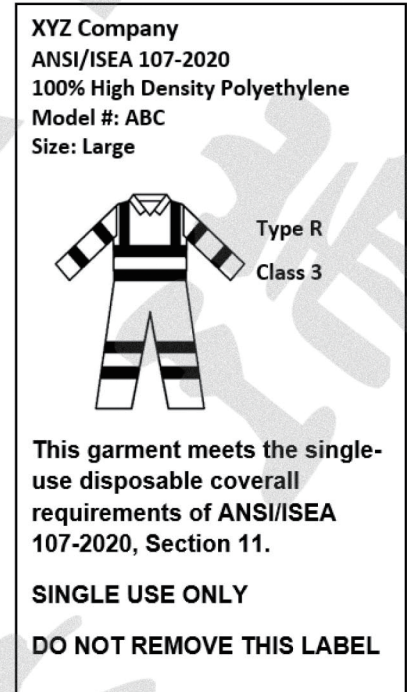 XYZ Company
ANSI/ISEA 107-2020
100% High Density Polyethylene
Model #: ABC
Size: Large
Type R
Class 3
This garment meets the single-
use disposable coverall
requirements of ANSI/ISEA
107-2020, Section 11.
SINGLE USE ONLY
DO NOT REMOVE THIS LABEL